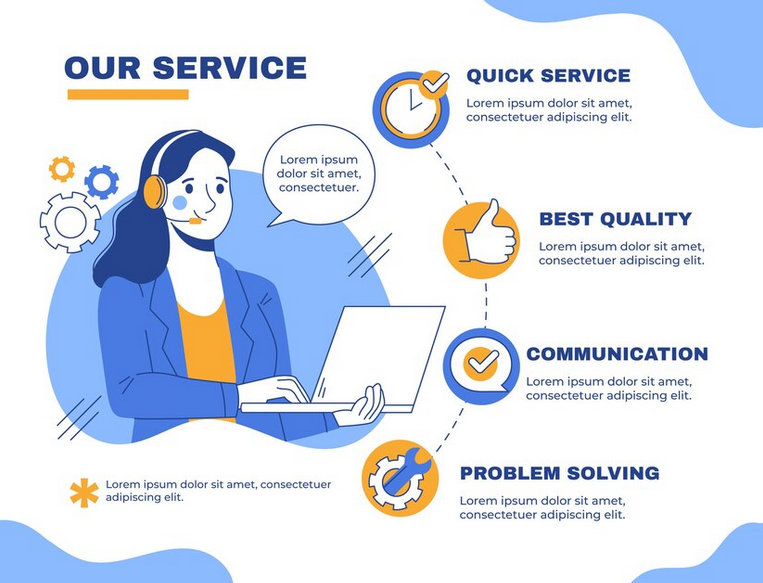 OUR SERVICE
Lorem ipsum
dolor sit amet,
consectetuer.
QUICK SERVICE
Lorem ipsum dolor sit amet,
consectetuer adipiscing elit.
BEST QUALITY
Lorem ipsum dolor sit amet,
consectetuer adipiscing elit.
COMMUNICATION
Lorem ipsum dolor sit amet,
consectetuer adipiscing elit.
PROBLEM SOLVING
Lorem ipsum dolor sit amet,
consectetuer adipiscing elit.
Lorem ipsum dolor sit amet, consectetuer
adipiscing elit.